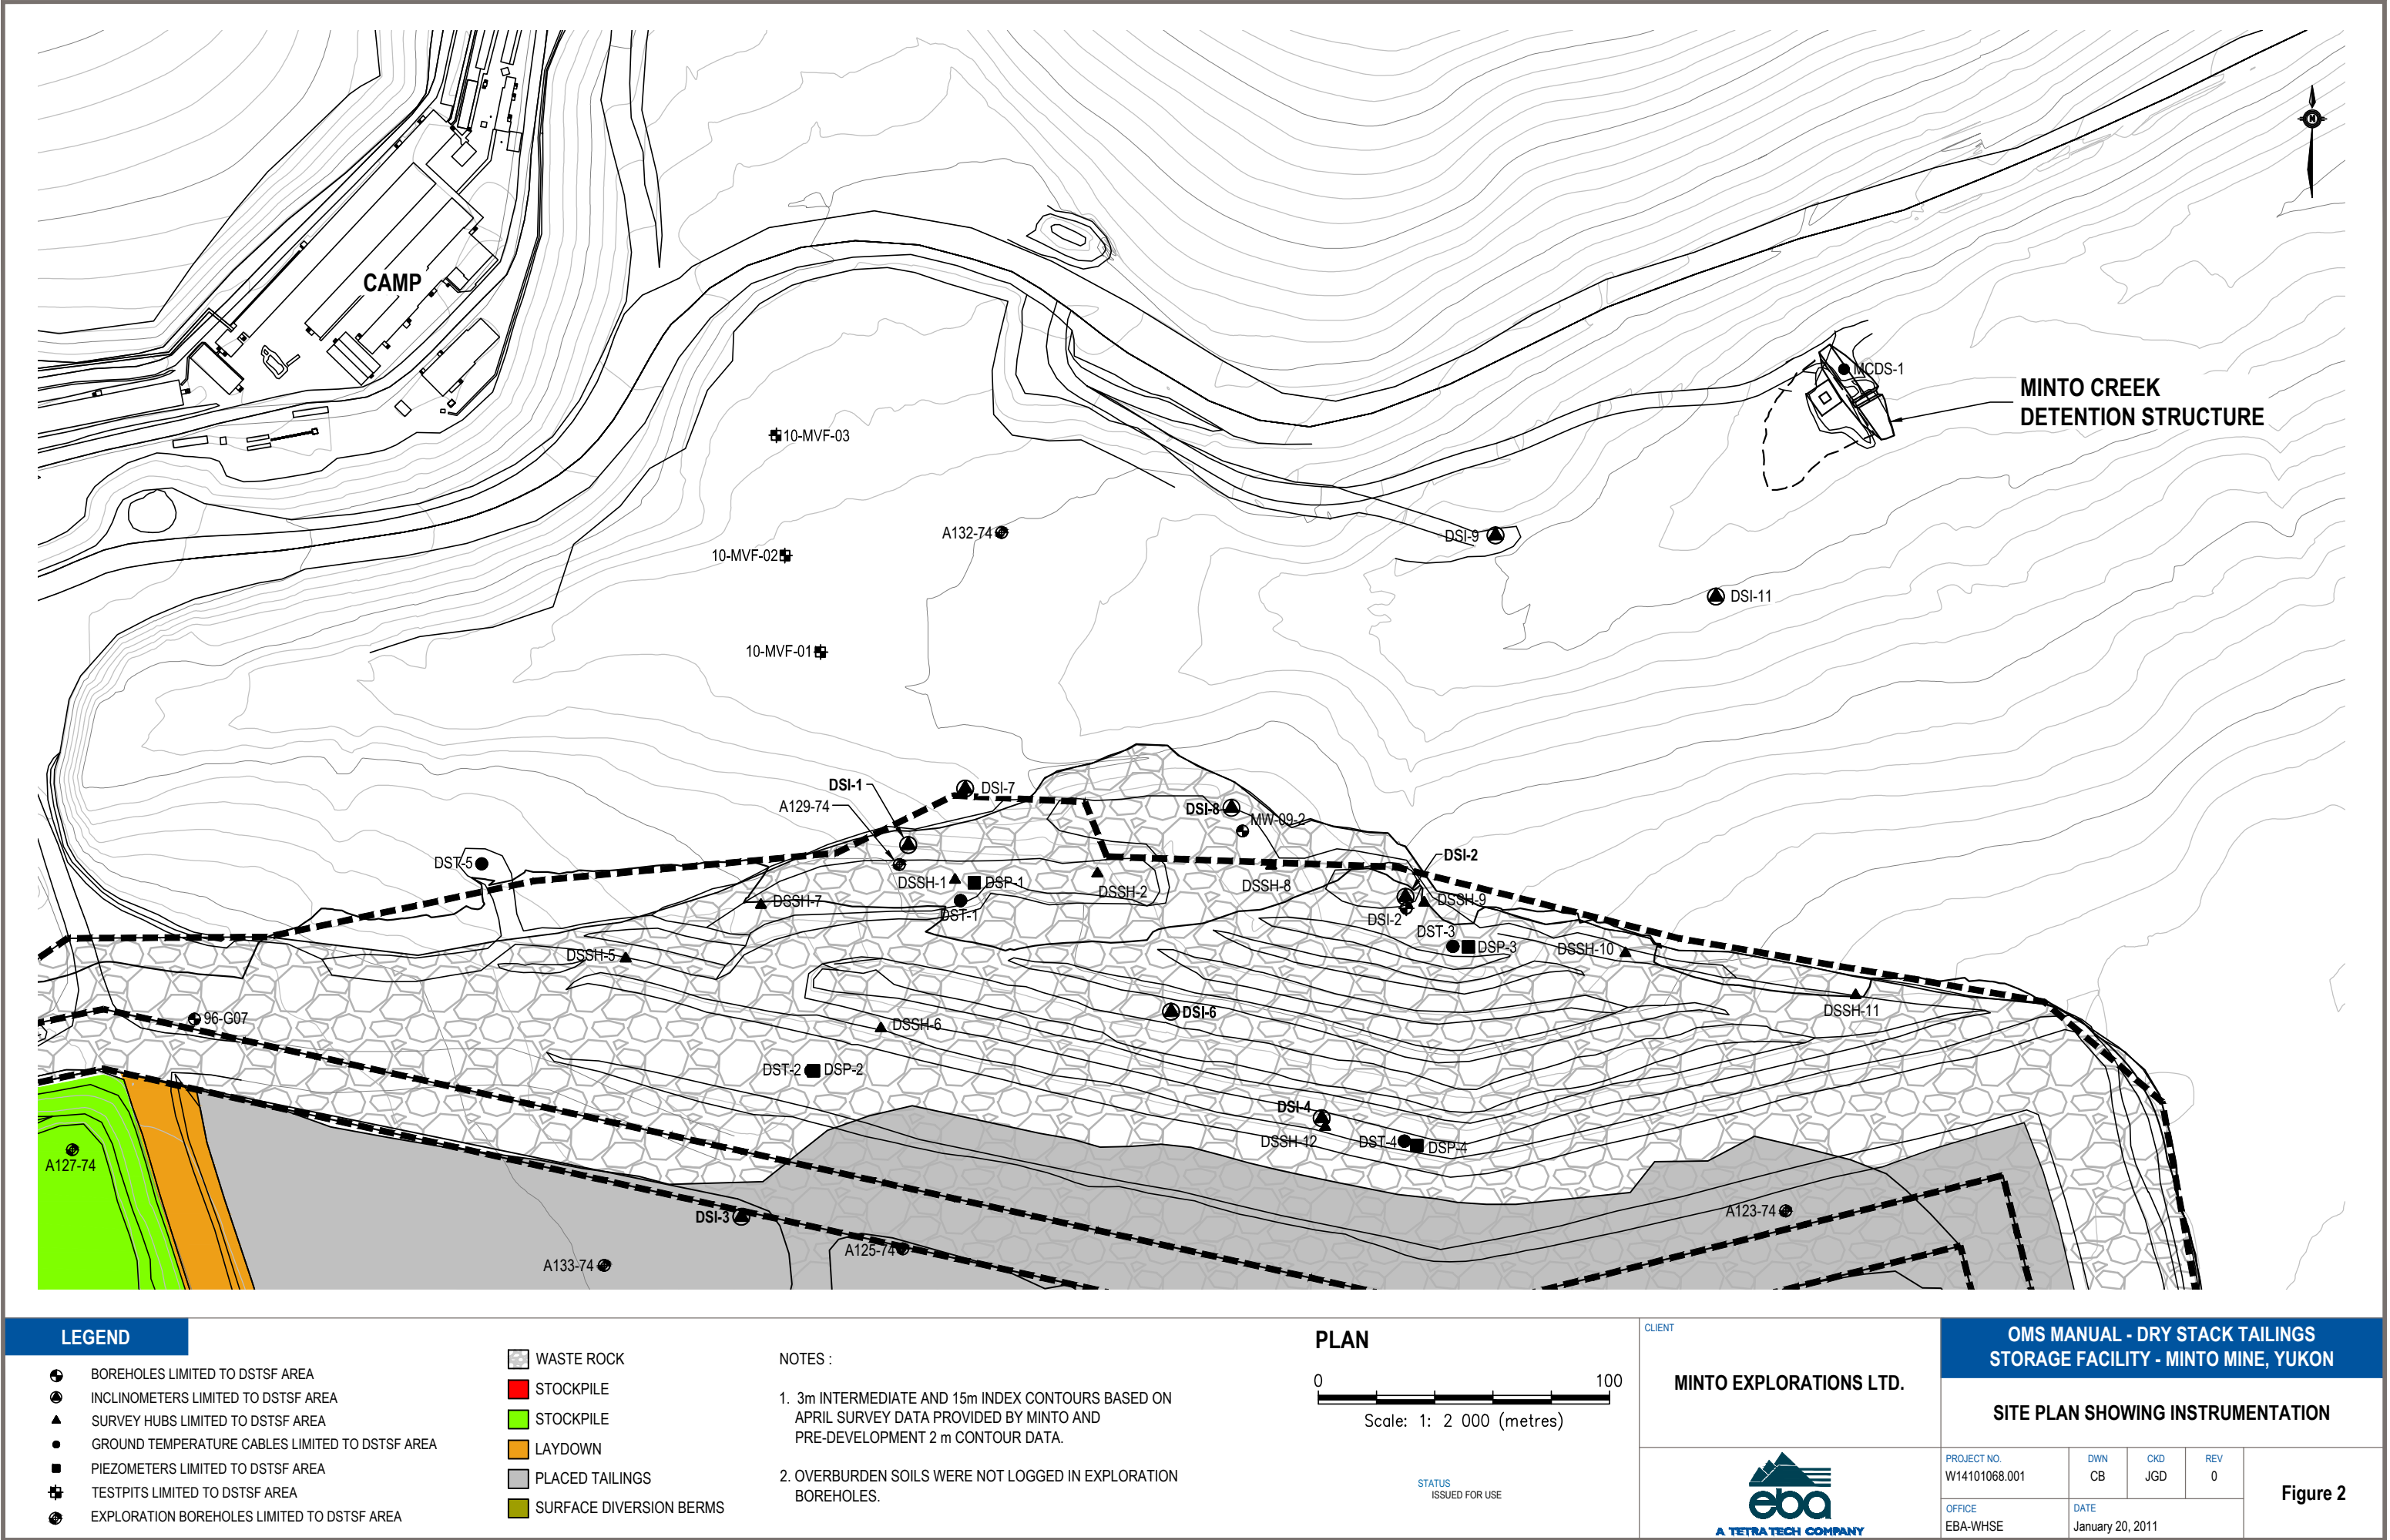 CAMP
N
MCDS-1
MINTO CREEK
DETENTION STRUCTURE
10-MVF-03
A132-74
DSI-9
10-MVF-02
DSI-11
10-MVF-01
DSI-1
DSI-7
A129-74
DSI-8
MW-09-2
DST-5
DSI-2
DSSH-1
DSP-1
DSSH-2
DSSH-8
DSSH-7
DSSH-9
DST-1
DSI-2
DST-3
DSP-3
DSSH-5
DSSH-10
96-G07
DSI-6
DSSH-11
DSSH-6
DST-2
DSP-2
DSI-4
DSSH-12
DST-4
DSP-4
A127-74
DSI-3
A123-74
A125-74
A133-74
LEGEND
BOREHOLES LIMITED TO DSTSF AREA
INCLINOMETERS LIMITED TO DSTSF AREA
SURVEY HUBS LIMITED TO DSTSF AREA
GROUND TEMPERATURE CABLES LIMITED TO DSTSF AREA
PIEZOMETERS LIMITED TO DSTSF AREA
TESTPITS LIMITED TO DSTSF AREA
EXPLORATION BOREHOLES LIMITED TO DSTSF AREA
WASTE ROCK
STOCKPILE
STOCKPILE
LAYDOWN
PLACED TAILINGS
SURFACE DIVERSION BERMS
NOTES :
1. 3m INTERMEDIATE AND 15m INDEX CONTOURS BASED ON
APRIL SURVEY DATA PROVIDED BY MINTO AND
PRE-DEVELOPMENT 2 m CONTOUR DATA.
2. OVERBURDEN SOILS WERE NOT LOGGED IN EXPLORATION
BOREHOLES.
PLAN
0 100
Scale: 1: 2 000 (metres)
STATUS
ISSUED FOR USE
CLIENT
MINTO EXPLORATIONS LTD.
eba
A TETRA TECH COMPANY
OMS MANUAL - DRY STACK TAILINGS
STORAGE FACILITY - MINTO MINE, YUKON
SITE PLAN SHOWING INSTRUMENTATION
PROJECT NO. DWN CKD REV
W14101068.001 CB JGD 0
OFFICE DATE
EBA-WHSE January 20, 2011
Figure 2